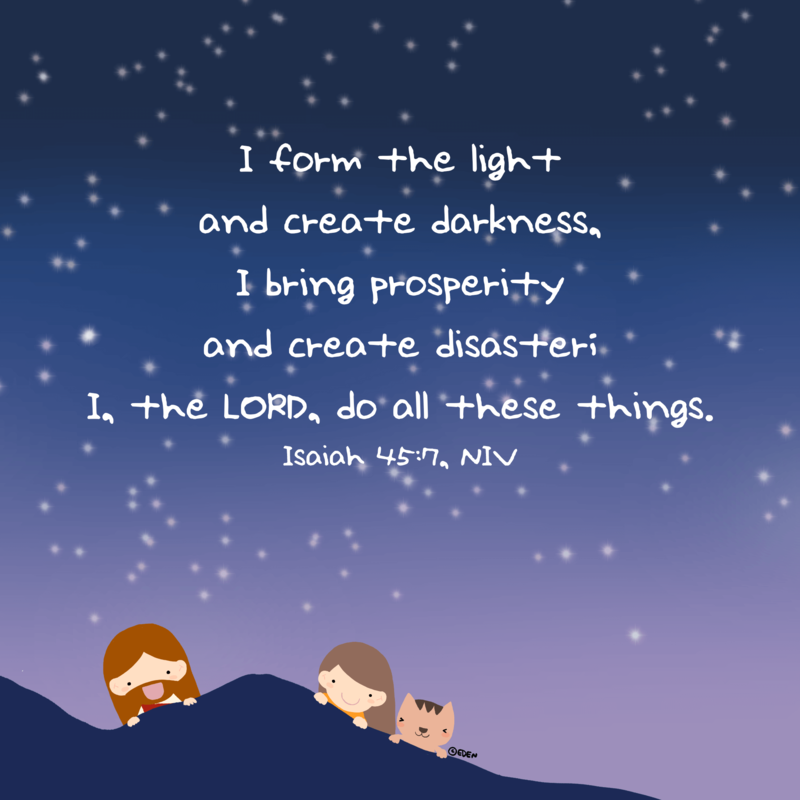 I form the light
and create darkness,
I bring prosperity
and create disasteri
I, the LORD, do all these things.
Isaiah 45:7, NIV
©EDEN